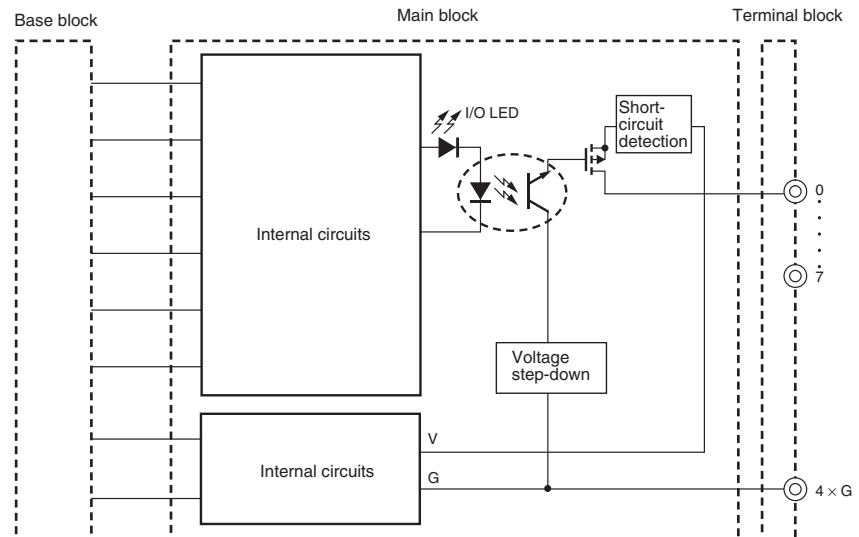 Base block
Main block
Terminal block
I/O LED
Short-
circuit
detection
0
7
Internal circuits
Voltage
step-down
Internal circuits
V
G
4 × G